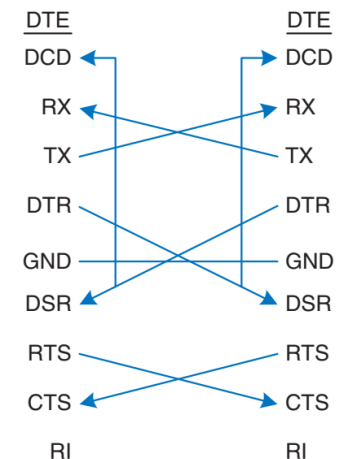 DTE DTE
DCD DCD
RX RX
TX TX
DTR DTR
GND GND
DSR DSR
RTS RTS
CTS CTS
RI RI